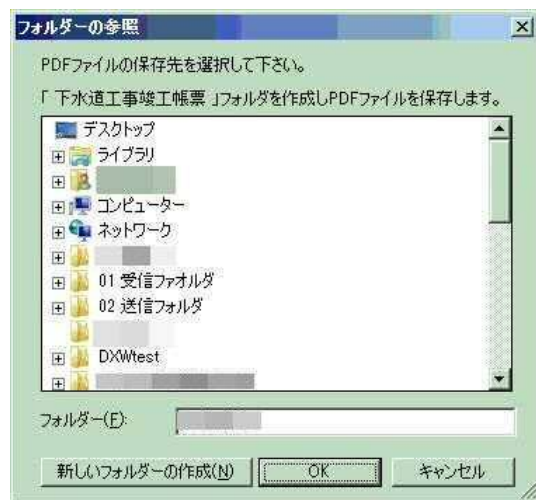 フォルダーの参照
PDFファイルの保存先を選択して下さい。
「 下水道工事竣工帳票 」フォルダを作成しPDFファイルを保存します。
デスクトップ
ライブラリ
コンピューター
ネットワーク
01 受信ファオルダ
02 送信フォルダ
DXWtest
フォルダー(F):
新しいフォルダーの作成(N)
OK
キャンセル